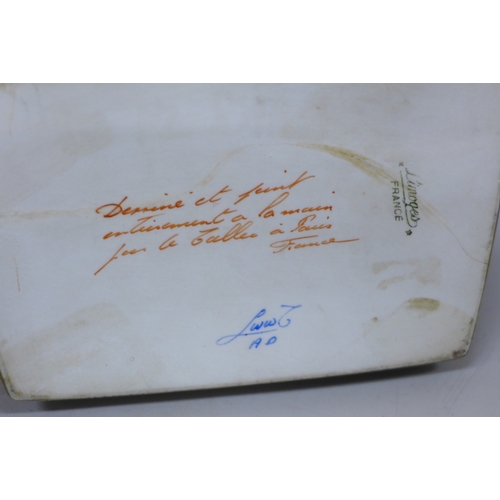 Dessiné et peint
entièrement à la main
par le Tallec à Paris
France
Limoges
FRANCE
AD